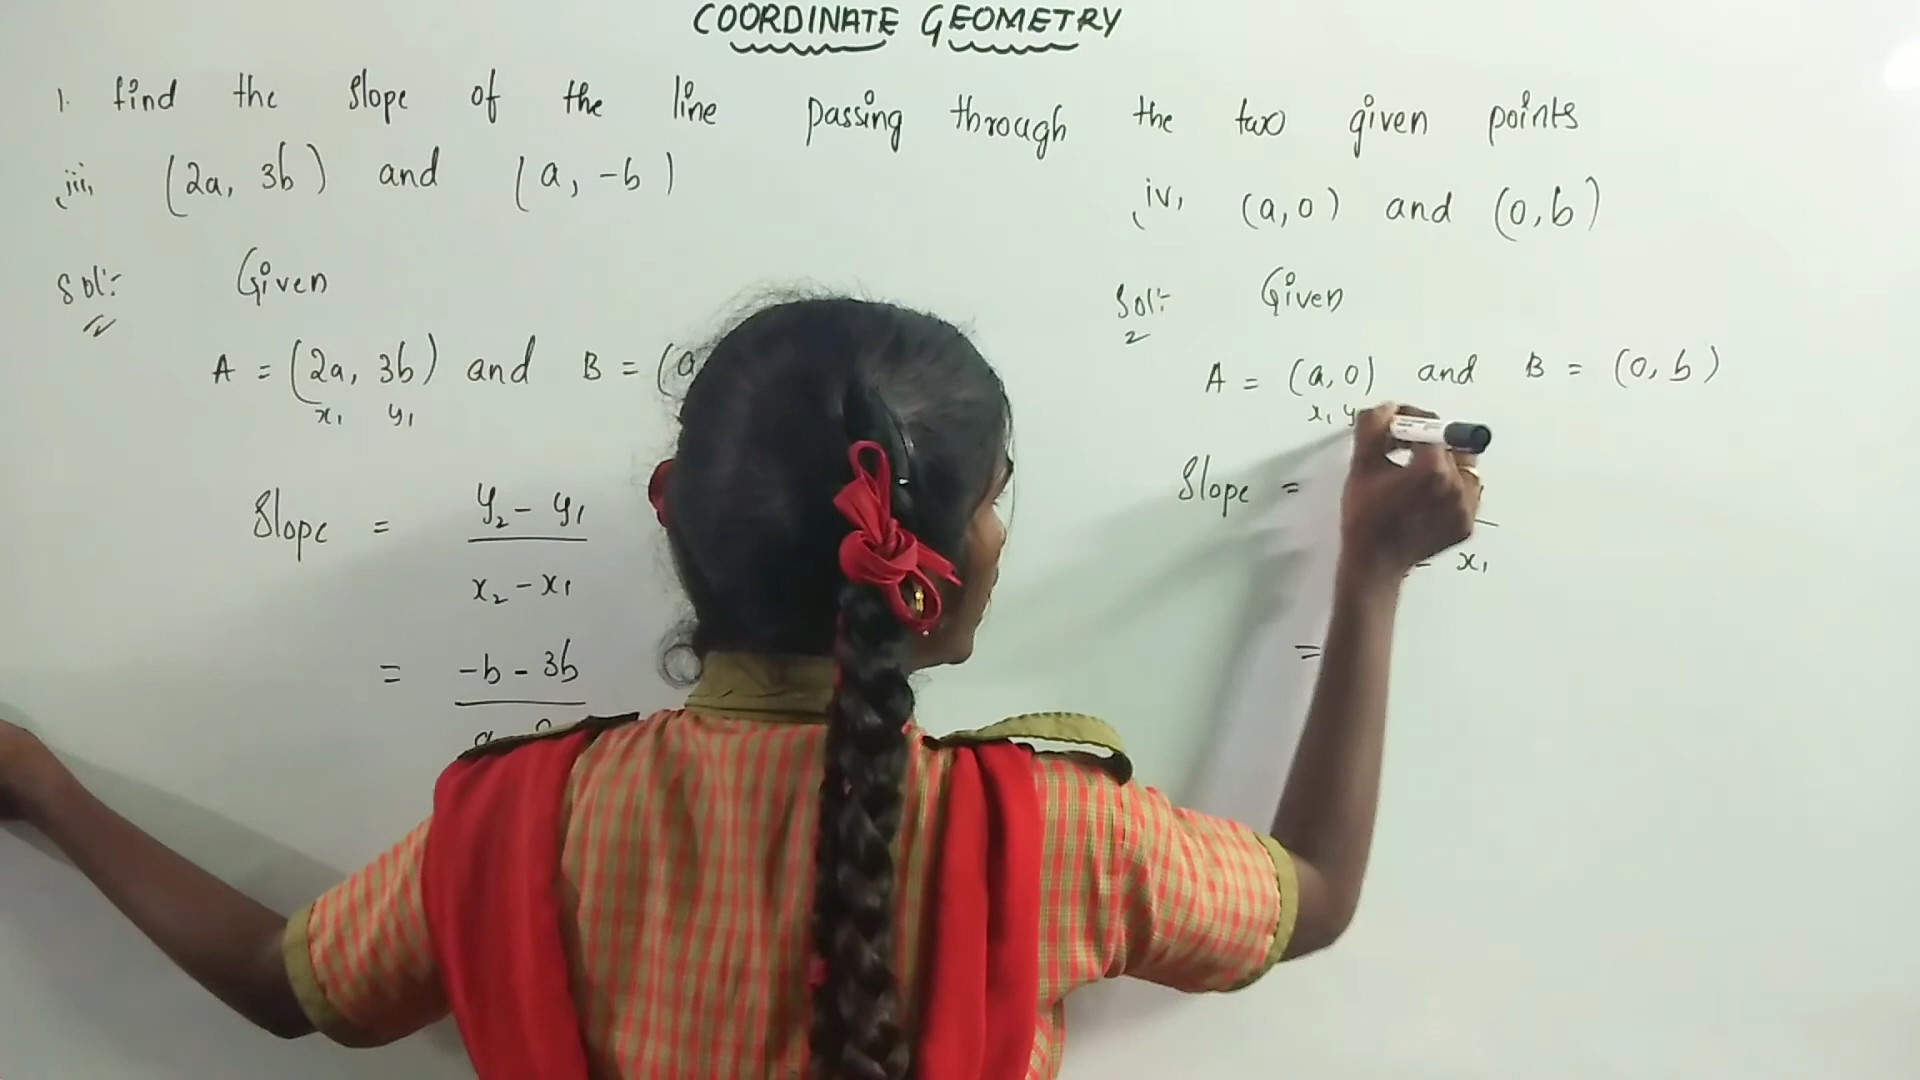 COORDINATE GEOMETRY
1. find the slope of the line passing through the two given points
iii, (2a, 3b) and (a, -b)
iv, (a,0) and (0,b)
Sol:- Given
A = (2a, 3b) and B = (a
x₁ y₁
Slope = y₂ - y₁
x₂ - x₁
= -b - 3b
Sol:- Given
A = (a,0) and B = (0, b)
x₁ y
Slope =
x₁
=